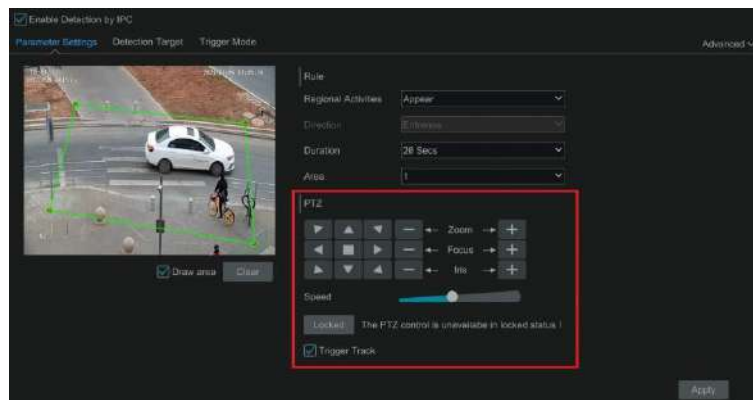 Enable Detection by IPC
Parameter Settings Detection Target Trigger Mode Advanced
Rule
Regional Activities Appear
Direction Entrance
Duration 20 Secs
Area 1
PTZ
Zoom
Focus
Iris
Draw area Clear
Speed
Locked The PTZ control is unavailabe in locked status !
Trigger Track
Apply